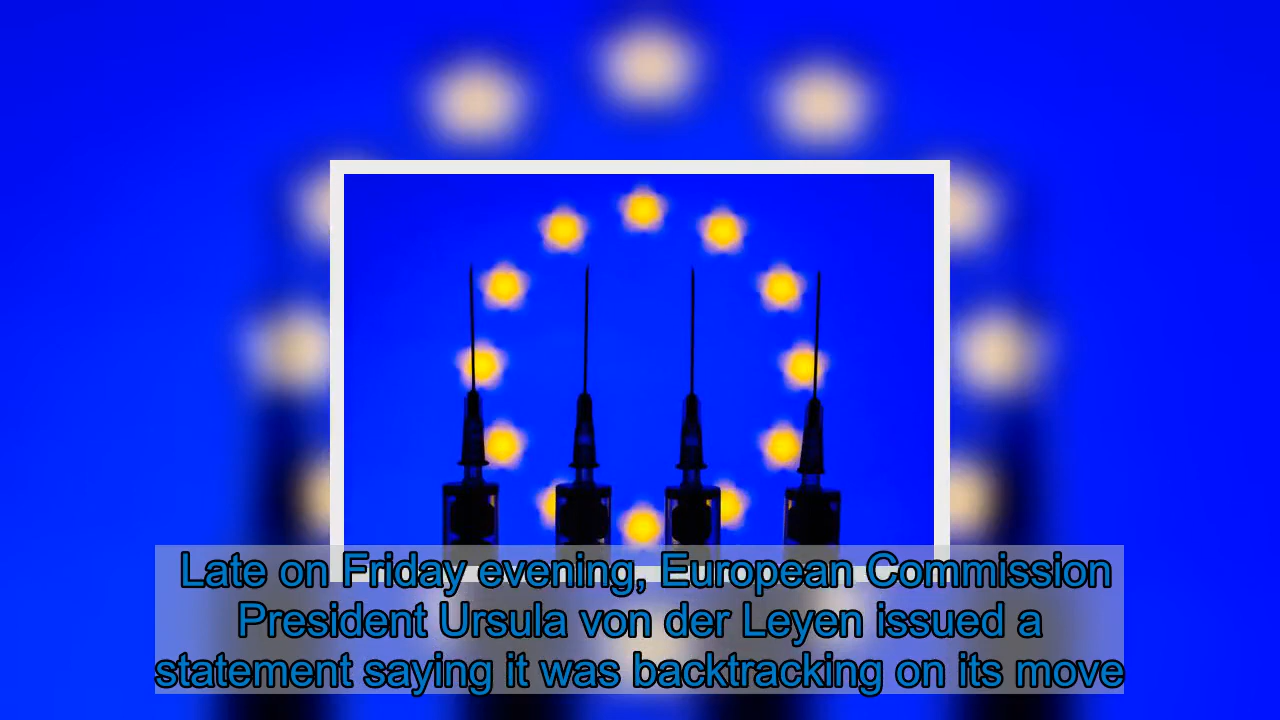 Late on Friday evening, European Commission
President Ursula von der Leyen issued a
statement saying it was backtracking on its move